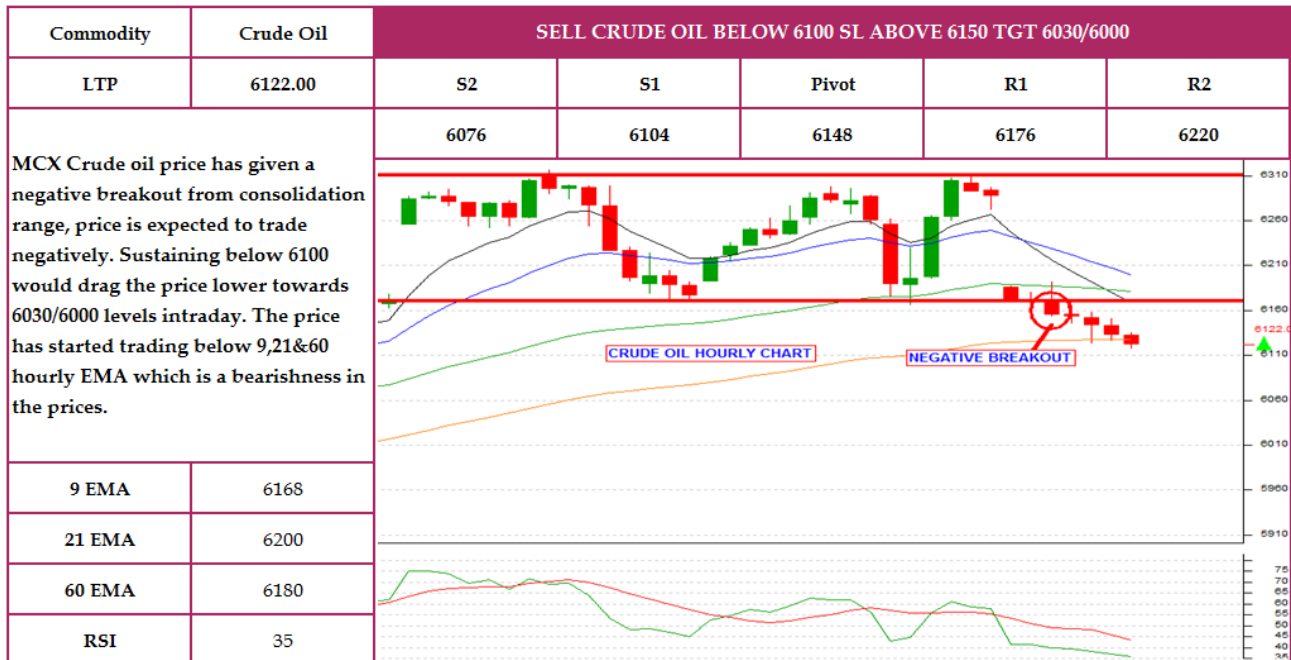 Commodity Crude Oil SELL CRUDE OIL BELOW 6100 SL ABOVE 6150 TGT 6030/6000
LTP 6122.00 S2 S1 Pivot R1 R2
6076 6104 6148 6176 6220
MCX Crude oil price has given a
negative breakout from consolidation
range, price is expected to trade
negatively. Sustaining below 6100
would drag the price lower towards
6030/6000 levels intraday. The price
has started trading below 9,21&60
hourly EMA which is a bearishness in
the prices.
6310
6260
6210
6160
6122.0
6110
6060
6010
5960
5910
CRUDE OIL HOURLY CHART
NEGATIVE BREAKOUT
9 EMA 6168
21 EMA 6200
60 EMA 6180
RSI 35
75
70
65
60
55
50
45
40
35